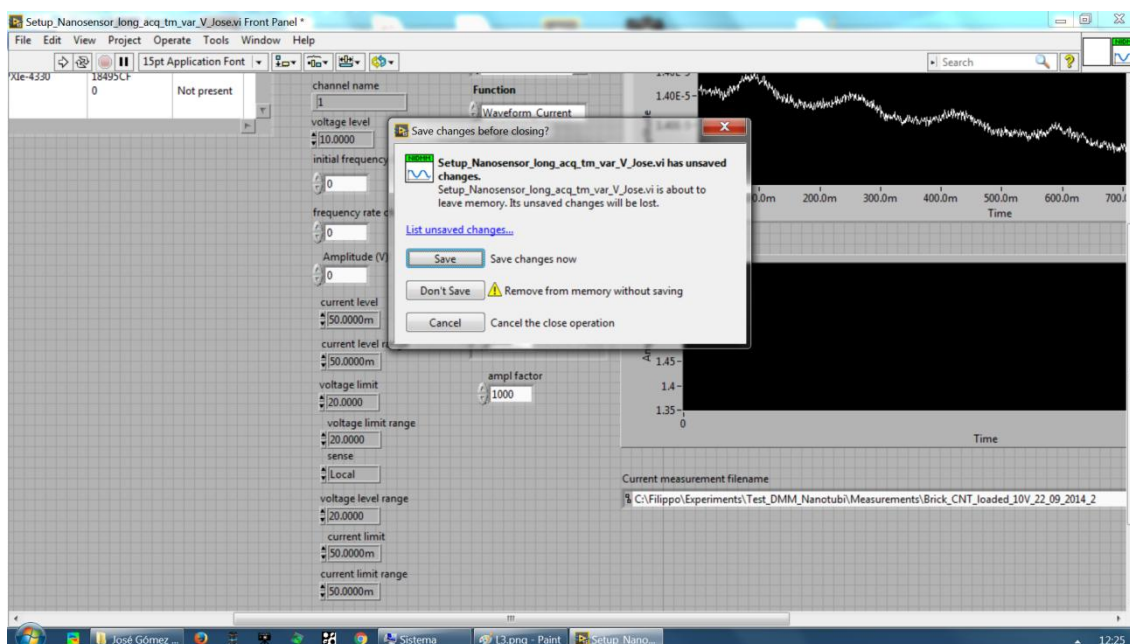 Setup_Nanosensor_long_acq_tm_var_V_Jose.vi Front Panel *
File Edit View Project Operate Tools Window Help
15pt Application Font
Search
18495CF
0 Not present
channel name
1
voltage level
10.0000
initial frequency
0
frequency rate
0
Amplitude (V)
0
current level
50.0000m
current level
50.0000m
voltage limit
20.0000
voltage limit range
20.0000
sense
Local
voltage level range
20.0000
current limit
50.0000m
current limit range
50.0000m
Function
Waveform Current
ampl factor
1000
Save changes before closing?
NIDMM
Setup_Nanosensor_long_acq_tm_var_V_Jose.vi has unsaved
changes.
Setup_Nanosensor_long_acq_tm_var_V_Jose.vi is about to
leave memory. Its unsaved changes will be lost.
List unsaved changes...
Save Save changes now
Don't Save Remove from memory without saving
Cancel Cancel the close operation
1.40E-5
200.0m 300.0m 400.0m 500.0m 600.0m
Time
1.45
1.4
1.35
0
Time
Current measurement filename
C:\Filippo\Experiments\Test_DMM_Nanotubi\Measurements\Brick_CNT_loaded_10V_22_09_2014_2
José Gómez ... Sistema L3.png - Paint Setup_Nano... 12:25